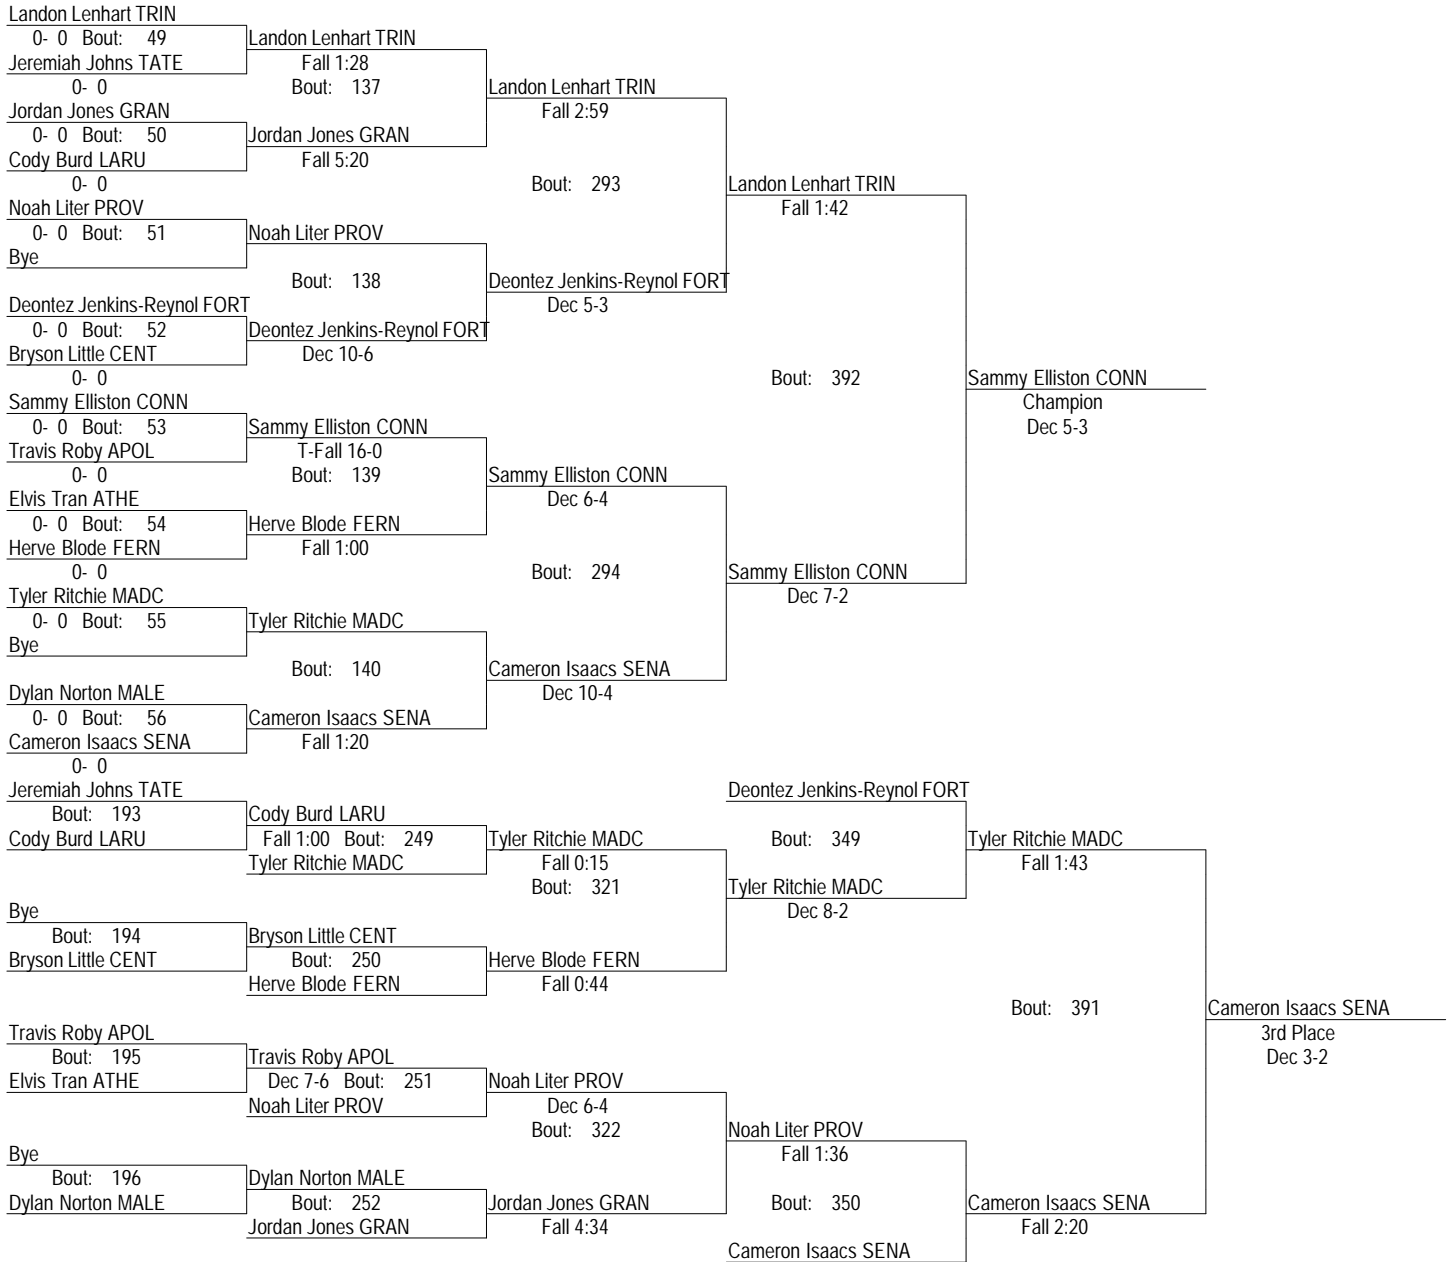 Landon Lenhart TRIN
0- 0 Bout: 49 Landon Lenhart TRIN
Jeremiah Johns TATE Fall 1:28
0- 0 Bout: 137 Landon Lenhart TRIN
Jordan Jones GRAN Fall 2:59
0- 0 Bout: 50 Jordan Jones GRAN
Cody Burd LARU Fall 5:20
0- 0 Bout: 293 Landon Lenhart TRIN
Noah Liter PROV Fall 1:42
0- 0 Bout: 51 Noah Liter PROV
Bye
Bout: 138 Deontez Jenkins-Reynol FORT
Deontez Jenkins-Reynol FORT Dec 5-3
0- 0 Bout: 52 Deontez Jenkins-Reynol FORT
Bryson Little CENT Dec 10-6
0- 0 Bout: 392 Sammy Elliston CONN
Sammy Elliston CONN Champion
0- 0 Bout: 53 Sammy Elliston CONN Dec 5-3
Travis Roby APOL T-Fall 16-0
0- 0 Bout: 139 Sammy Elliston CONN
Elvis Tran ATHE Dec 6-4
0- 0 Bout: 54 Herve Blode FERN
Herve Blode FERN Fall 1:00
0- 0 Bout: 294 Sammy Elliston CONN
Tyler Ritchie MADC Dec 7-2
0- 0 Bout: 55 Tyler Ritchie MADC
Bye
Bout: 140 Cameron Isaacs SENA
Dylan Norton MALE Dec 10-4
0- 0 Bout: 56 Cameron Isaacs SENA
Cameron Isaacs SENA Fall 1:20
0- 0
Jeremiah Johns TATE Deontez Jenkins-Reynol FORT
Bout: 193 Cody Burd LARU
Cody Burd LARU Fall 1:00 Bout: 249 Tyler Ritchie MADC Bout: 349 Tyler Ritchie MADC
Tyler Ritchie MADC Fall 0:15 Fall 1:43
Bout: 321 Tyler Ritchie MADC
Bye Dec 8-2
Bout: 194 Bryson Little CENT
Bryson Little CENT Bout: 250 Herve Blode FERN
Herve Blode FERN Fall 0:44
Bout: 391 Cameron Isaacs SENA
Travis Roby APOL 3rd Place
Bout: 195 Travis Roby APOL Dec 3-2
Elvis Tran ATHE Dec 7-6 Bout: 251 Noah Liter PROV
Noah Liter PROV Dec 6-4
Bout: 322 Noah Liter PROV
Bye Fall 1:36
Bout: 196 Dylan Norton MALE
Dylan Norton MALE Bout: 252 Jordan Jones GRAN Bout: 350 Cameron Isaacs SENA
Jordan Jones GRAN Fall 4:34 Fall 2:20
Cameron Isaacs SENA